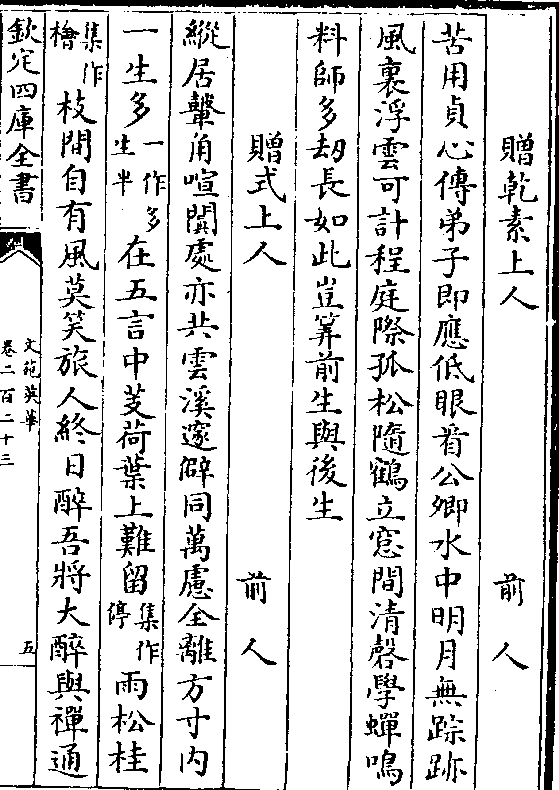 贈乾素上人　前人
苦用貞心傳弟子即應低眼看公卿水中明月無踪跡
風裏浮雲可計程庭際孤松隨鶴立窓間清磬學蟬鳴
料師多刼長如此豈筭前生與後生
贈式上人　前人
縱居鼙角喧闐處亦共雲溪邃僻同萬慮全離方寸内
一生多一作多生半在五言中芰荷葉上難留集作停雨松桂
集作檜枝間自有風莫笑旅人終日醉吾將大醉與禪通
欽定四庫全書
文苑英華
卷二百二十三
五